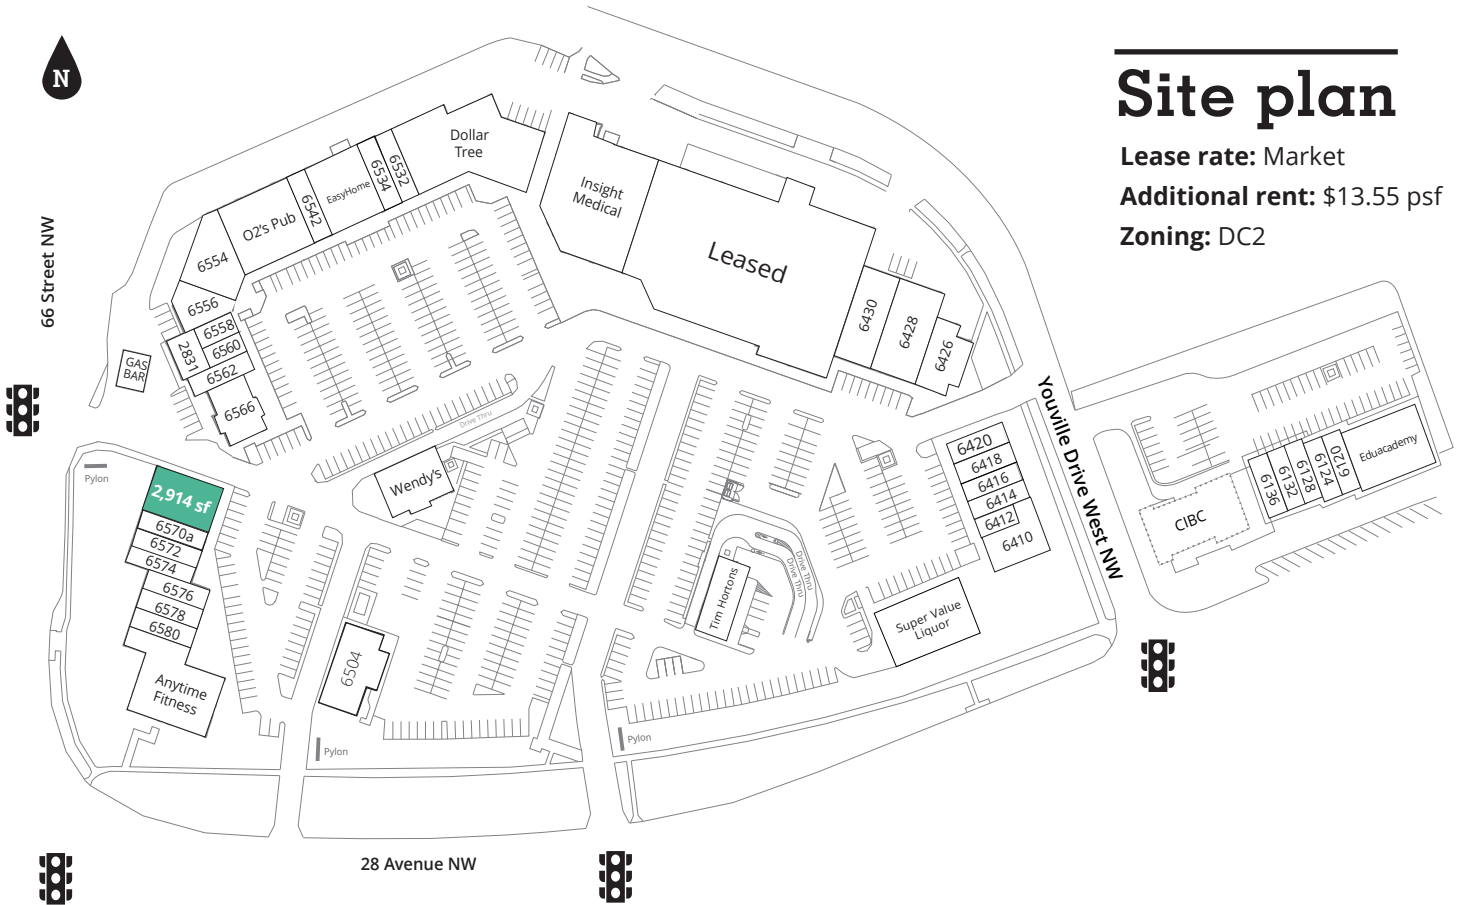 N
Site plan
Lease rate: Market
Additional rent: $13.55 psf
Zoning: DC2
66 Street NW
Dollar
Tree
6532
6534
EasyHome
6542
O2's Pub
6554
6556
6558
6560
2831
6562
6566
GAS
BAR
Insight
Medical
Leased
6430
6428
6426
Youville Drive West NW
6420
6418
6416
6414
6412
6410
Eduacademy
6120
6124
6128
6132
6136
CIBC
Drive Thru
Wendy's
Pylon
2,914 sf
6570a
6572
6574
6576
6578
6580
Anytime
Fitness
6504
Pylon
Tim Hortons
Drive Thru
Drive Thru
Super Value
Liquor
Pylon
28 Avenue NW